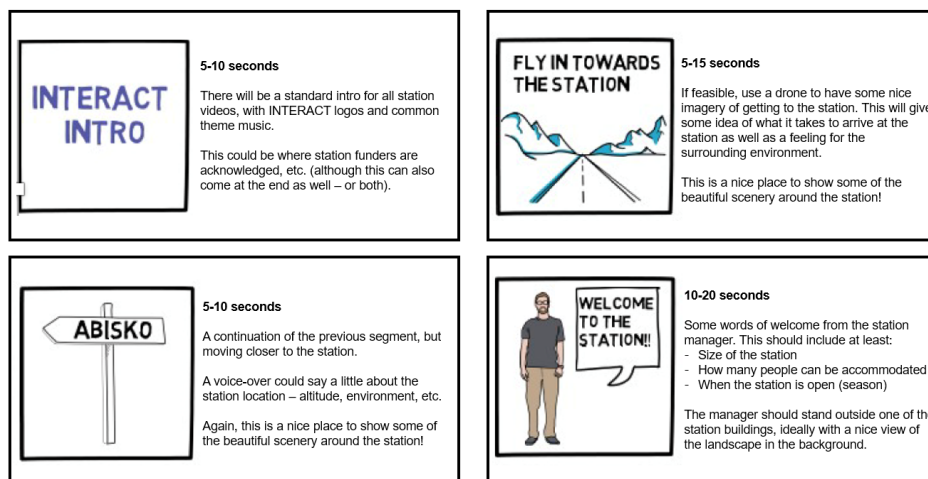 INTERACT
INTRO
5-10 seconds
There will be a standard intro for all station
videos, with INTERACT logos and common
theme music.
This could be where station funders are
acknowledged, etc. (although this can also
come at the end as well – or both).
FLY IN TOWARDS
THE STATION
5-15 seconds
If feasible, use a drone to have some nice
imagery of getting to the station. This will give
some idea of what it takes to arrive at the
station as well as a feeling for the
surrounding environment.
This is a nice place to show some of the
beautiful scenery around the station!
ABISKO
5-10 seconds
A continuation of the previous segment, but
moving closer to the station.
A voice-over could say a little about the
station location – altitude, environment, etc.
Again, this is a nice place to show some of
the beautiful scenery around the station!
WELCOME
TO THE
STATION!!
10-20 seconds
Some words of welcome from the station
manager. This should include at least:
- Size of the station
- How many people can be accommodated
- When the station is open (season)
The manager should stand outside one of the
station buildings, ideally with a nice view of
the landscape in the background.